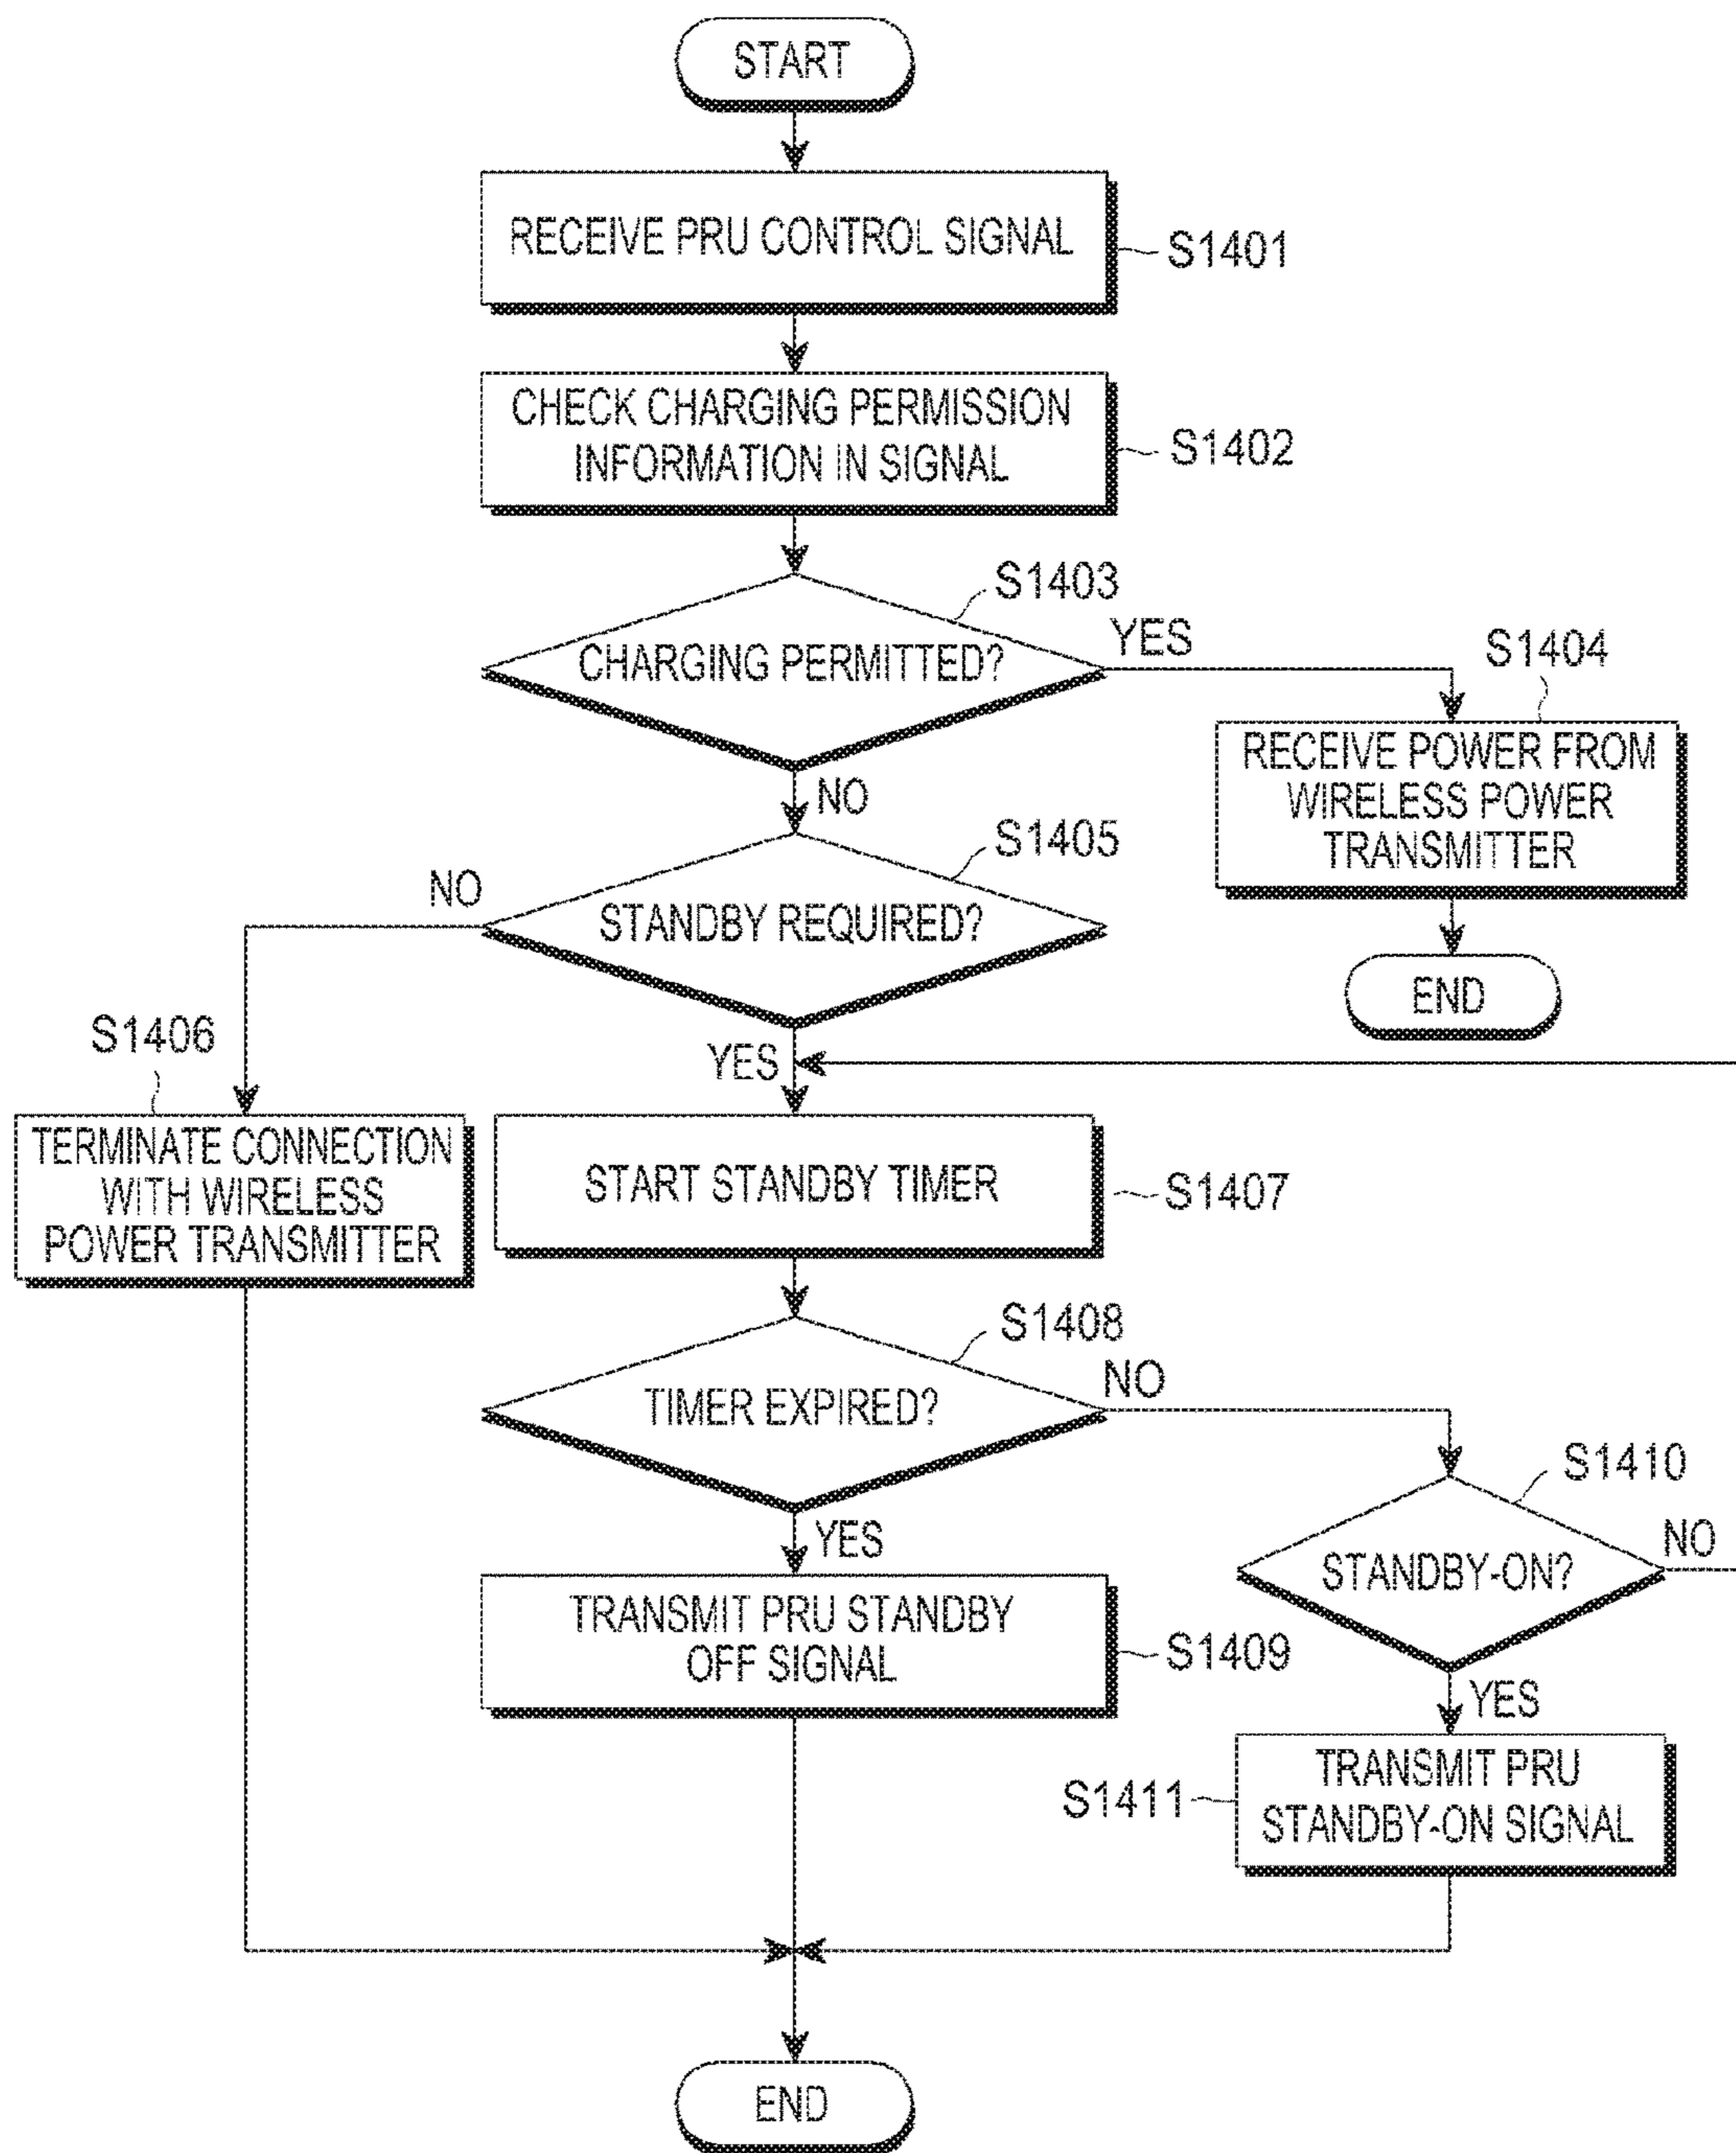 START
RECEIVE PRU CONTROL SIGNAL
S1401
CHECK CHARGING PERMISSION
INFORMATION IN SIGNAL
S1402
S1403
CHARGING PERMITTED?
YES
NO
S1404
RECEIVE POWER FROM
WIRELESS POWER
TRANSMITTER
END
S1405
STANDBY REQUIRED?
NO
YES
S1406
TERMINATE CONNECTION
WITH WIRELESS
POWER TRANSMITTER
START STANDBY TIMER
S1407
S1408
TIMER EXPIRED?
NO
YES
TRANSMIT PRU STANDBY
OFF SIGNAL
S1409
S1410
STANDBY-ON?
NO
YES
S1411
TRANSMIT PRU
STANDBY-ON SIGNAL
END